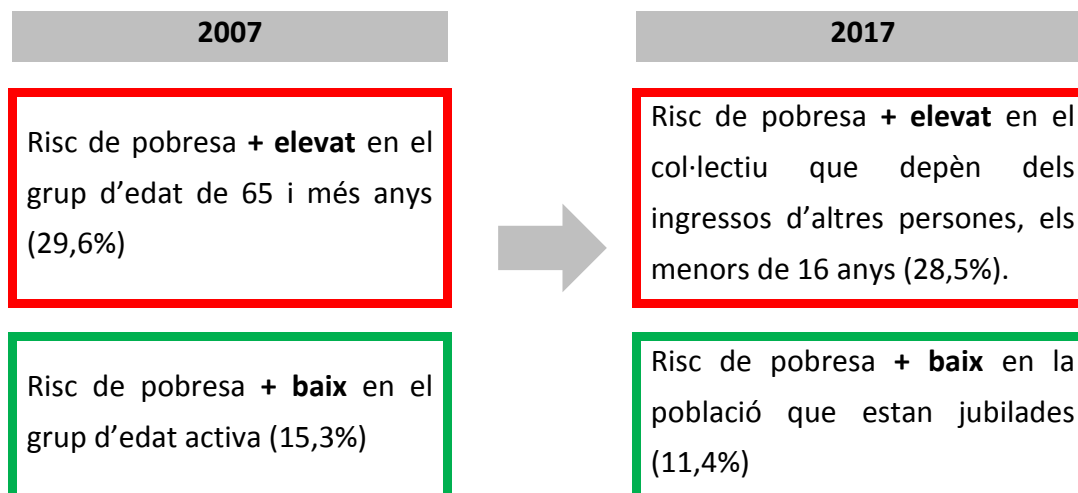 2007
Risc de pobresa + elevat en el
grup d’edat de 65 i més anys
(29,6%)
Risc de pobresa + baix en el
grup d’edat activa (15,3%)
2017
Risc de pobresa + elevat en el
col·lectiu que depèn dels
ingressos d’altres persones, els
menors de 16 anys (28,5%).
Risc de pobresa + baix en la
població que estan jubilades
(11,4%)